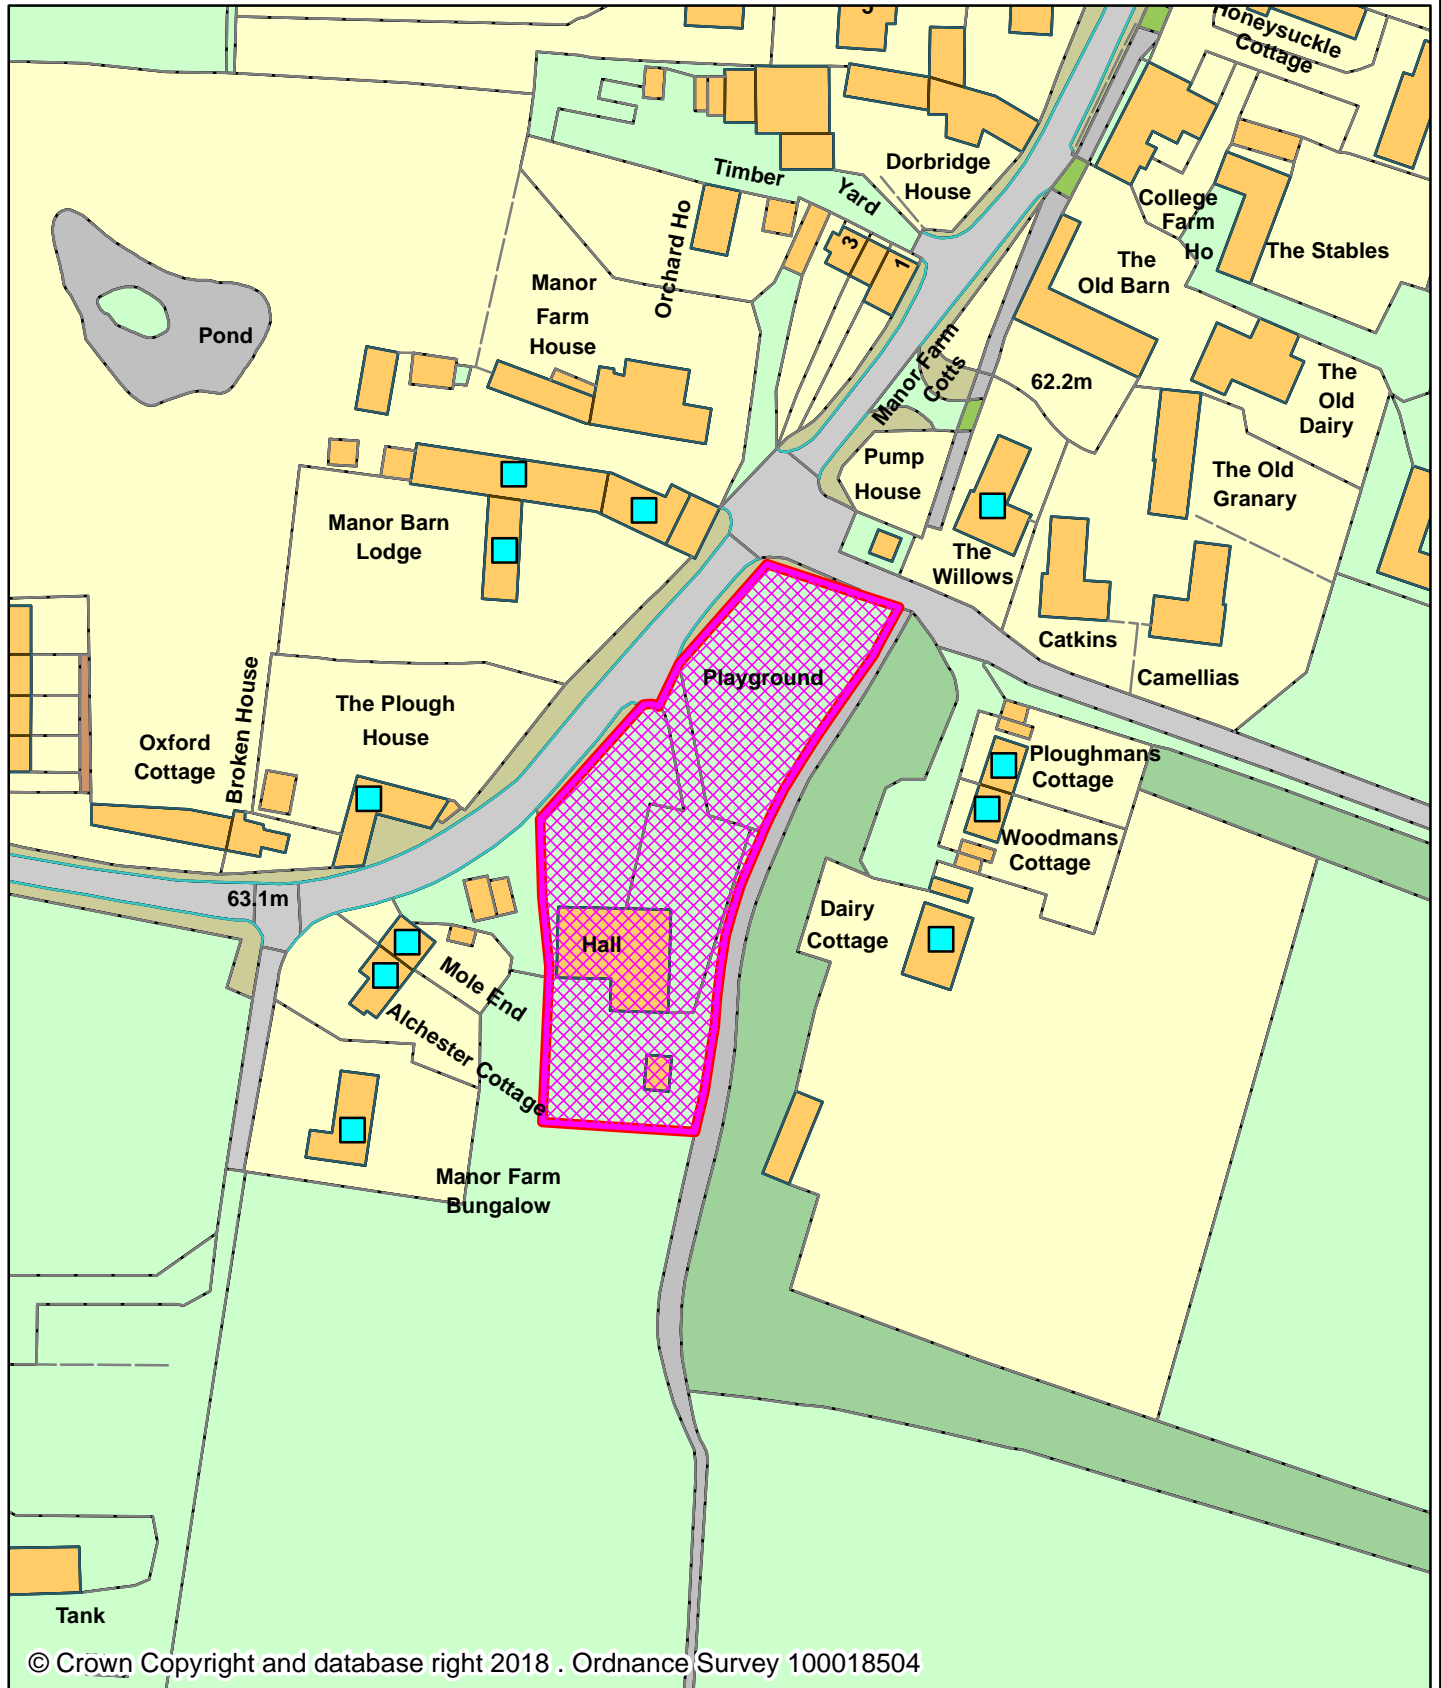 Honeysuckle
Cottage
Timber
Yard
Dorbridge
House
College
Farm
Ho
The Stables
The
Old Barn
Orchard Ho
3
1
Manor
Farm
House
Pond
Manor Farm
Cotts
62.2m
The
Old
Dairy
Pump
House
The Old
Granary
Manor Barn
Lodge
The
Willows
Catkins
Camellias
Playground
The Plough
House
Broken House
Oxford
Cottage
Ploughmans
Cottage
Woodmans
Cottage
63.1m
Dairy
Cottage
Hall
Mole End
Alchester Cottage
Manor Farm
Bungalow
Tank
© Crown Copyright and database right 2018 . Ordnance Survey 100018504